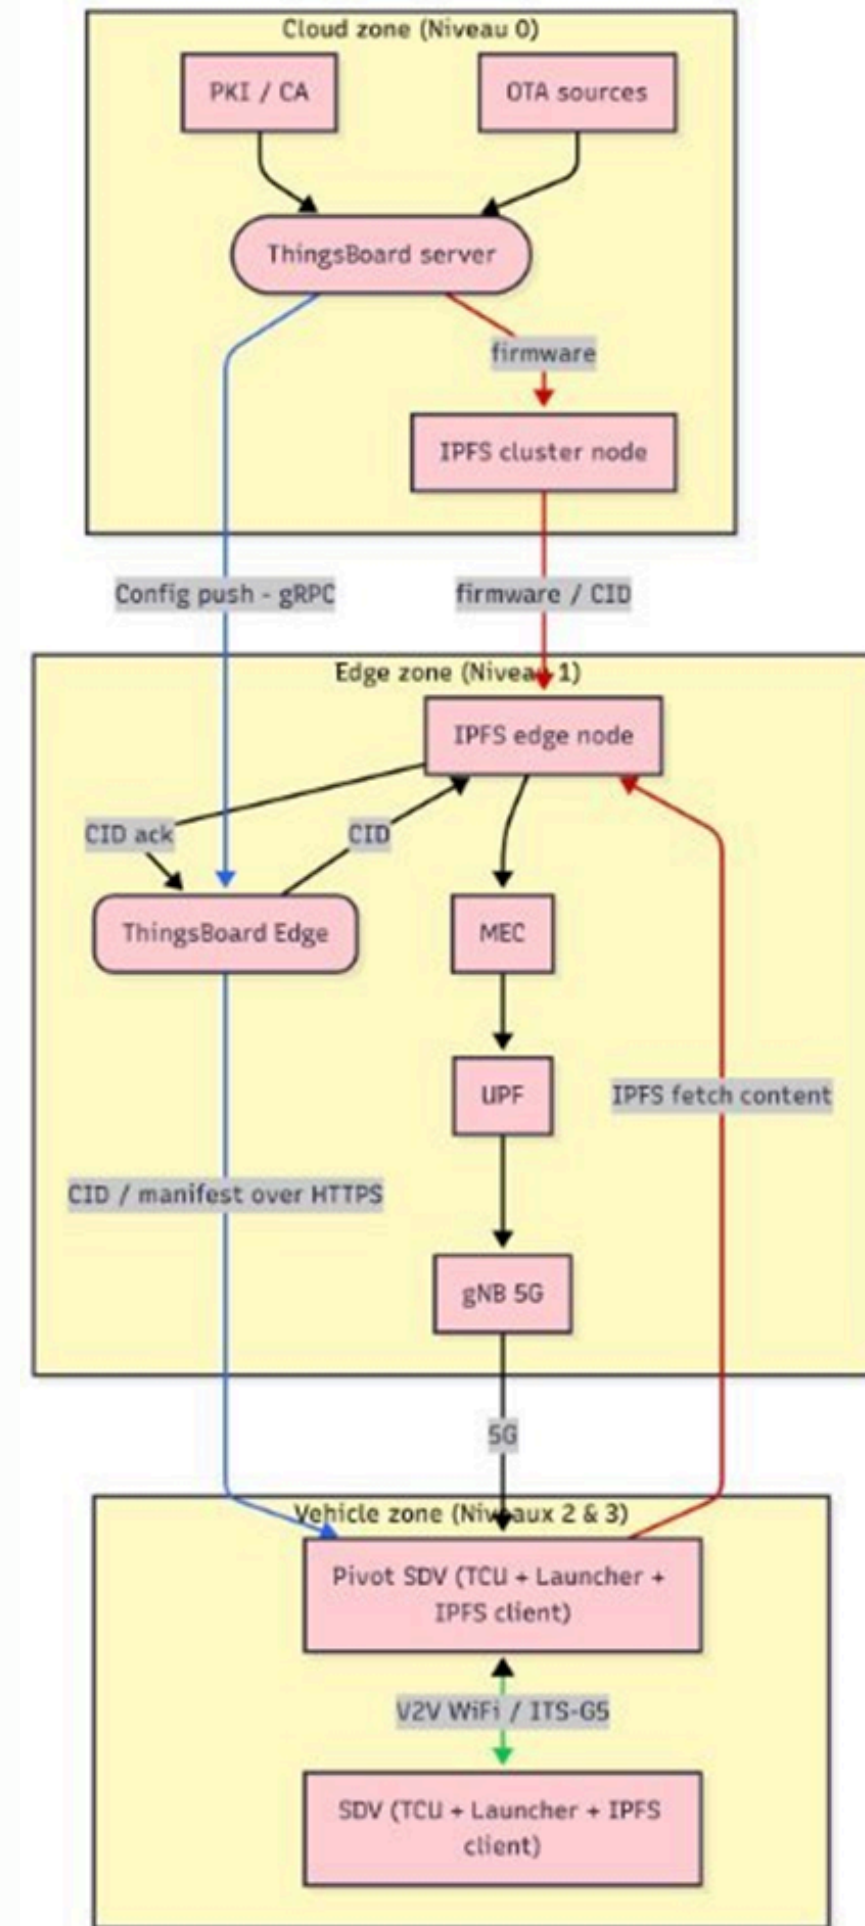 Cloud zone (Niveau 0)
PKI / CA
OTA sources
ThingsBoard server
firmware
IPFS cluster node
Config push - gRPC
firmware / CID
Edge zone (Niveau 1)
IPFS edge node
CID ack
CID
ThingsBoard Edge
MEC
UPF
IPFS fetch content
CID / manifest over HTTPS
gNB 5G
5G
Vehicle zone (Niveaux 2 & 3)
Pivot SDV (TCU + Launcher +
IPFS client)
V2V WiFi / ITS-G5
SDV (TCU + Launcher + IPFS
client)